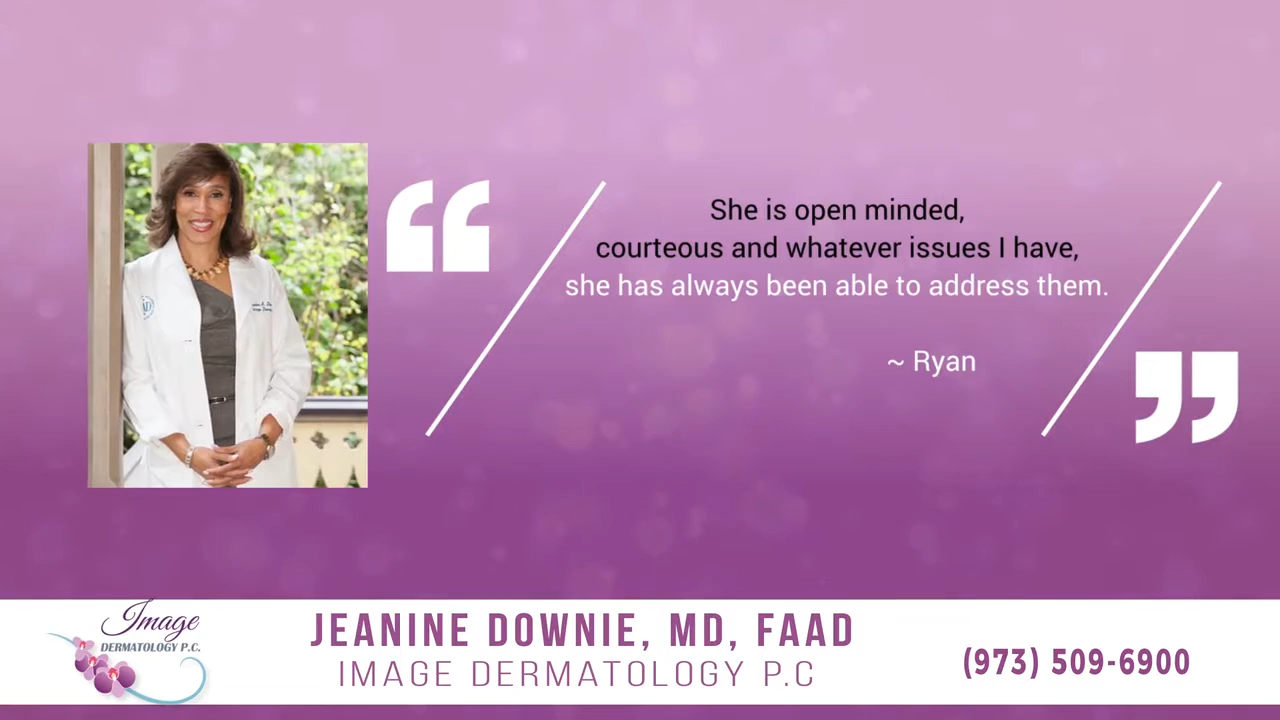 She is open minded,
courteous and whatever issues I have,
she has always been able to address them.
~ Ryan
Image
DERMATOLOGY P.C.
JEANINE DOWNIE, MD, FAAD
IMAGE DERMATOLOGY P.C
(973) 509-6900